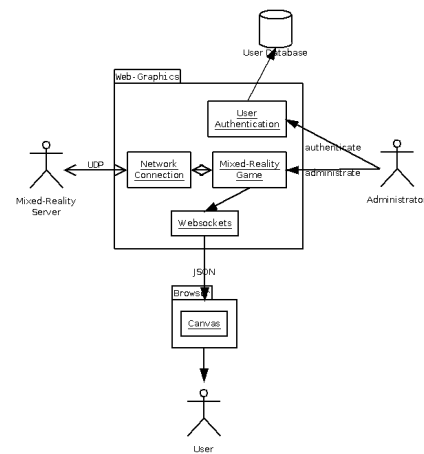 User Database
Web-Graphics
User
Authentication
authenticate
UDP
Network
Connection
Mixed-Reality
Game
administrate
Mixed-Reality
Server
Administrator
Websockets
JSON
Browser
Canvas
User